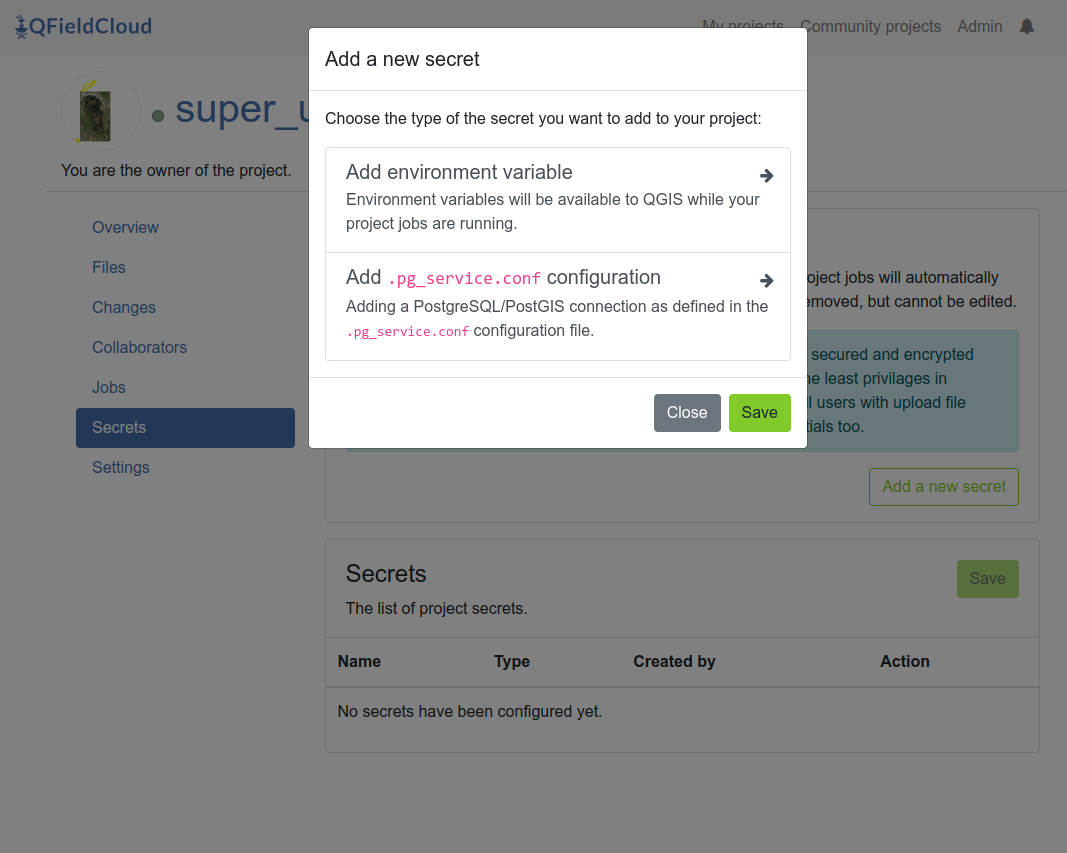 QFieldCloud
My projects Community projects Admin
Add a new secret
super_u
Choose the type of the secret you want to add to your project:
You are the owner of the project.
Add environment variable
Environment variables will be available to QGIS while your
project jobs are running.
Add .pg_service.conf configuration
Adding a PostgreSQL/PostGIS connection as defined in the
.pg_service.conf configuration file.
Close Save
Overview
Files
Changes
Collaborators
Jobs
Secrets
Settings
oject jobs will automatically
emoved, but cannot be edited.
secured and encrypted
e least privilages in
users with upload file
tials too.
Add a new secret
Secrets
Save
The list of project secrets.
Name Type Created by Action
No secrets have been configured yet.